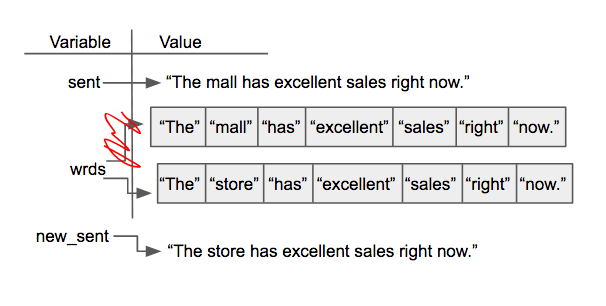 Variable Value
sent “The mall has excellent sales right now.”
“The” “mall” “has” “excellent” “sales” “right” “now.”
wrds
“The” “store” “has” “excellent” “sales” “right” “now.”
new_sent
“The store has excellent sales right now.”